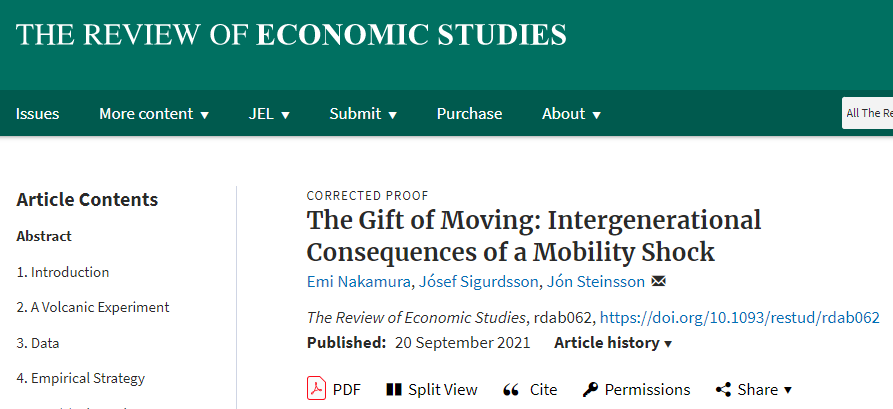 THE REVIEW OF ECONOMIC STUDIES
Issues More content ▼ JEL ▼ Submit ▼ Purchase About ▼ All The Re
Article Contents
Abstract
1. Introduction
2. A Volcanic Experiment
3. Data
4. Empirical Strategy
CORRECTED PROOF
The Gift of Moving: Intergenerational
Consequences of a Mobility Shock
Emi Nakamura, Jósef Sigurdsson, Jón Steinsson
The Review of Economic Studies, rdab062, https://doi.org/10.1093/restud/rdab062
Published: 20 September 2021 Article history ▼
PDF Split View Cite Permissions Share ▼